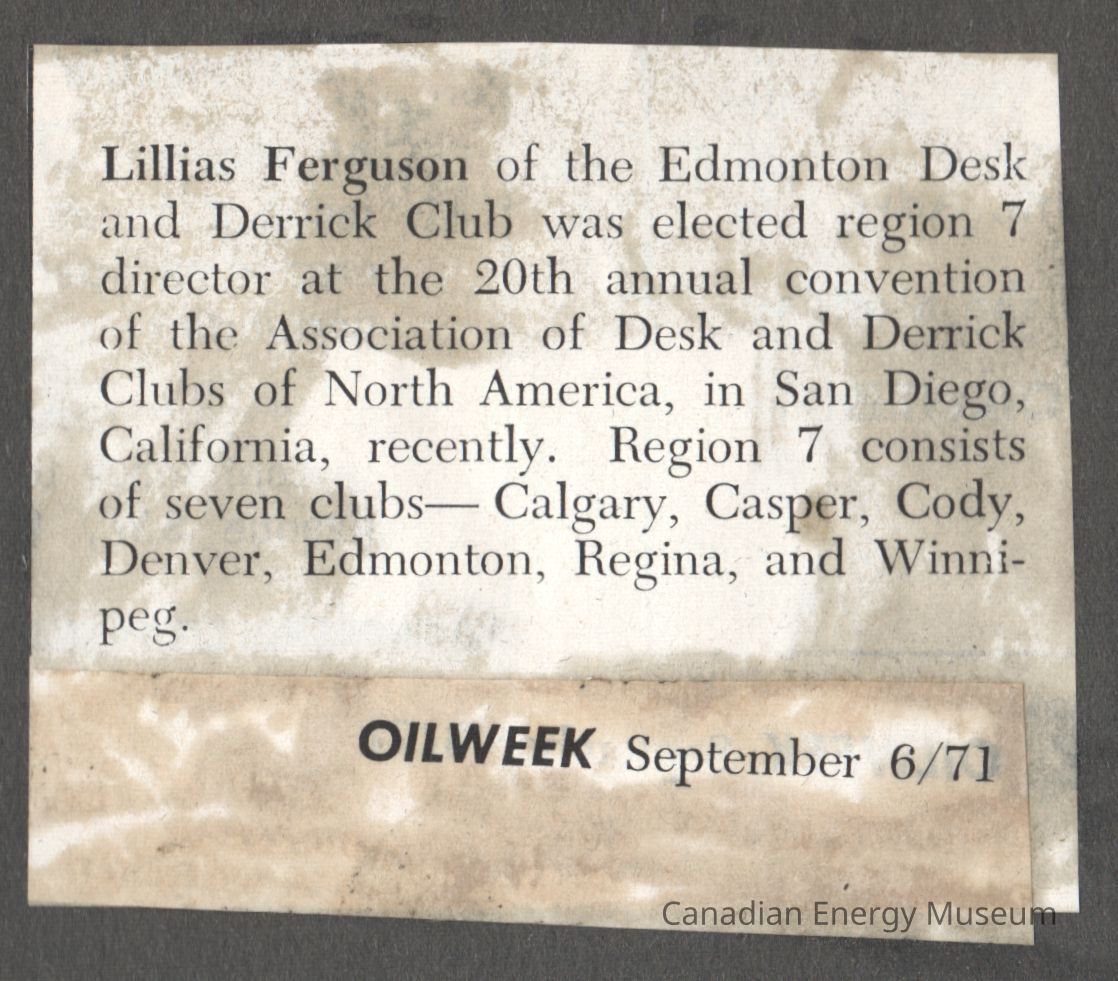 Lillias Ferguson of the Edmonton Desk
and Derrick Club was elected region 7
director at the 20th annual convention
of the Association of Desk and Derrick
Clubs of North America, in San Diego,
California, recently. Region 7 consists
of seven clubs— Calgary, Casper, Cody,
Denver, Edmonton, Regina, and Winni-
peg.
OILWEEK September 6/71
Canadian Energy Museum